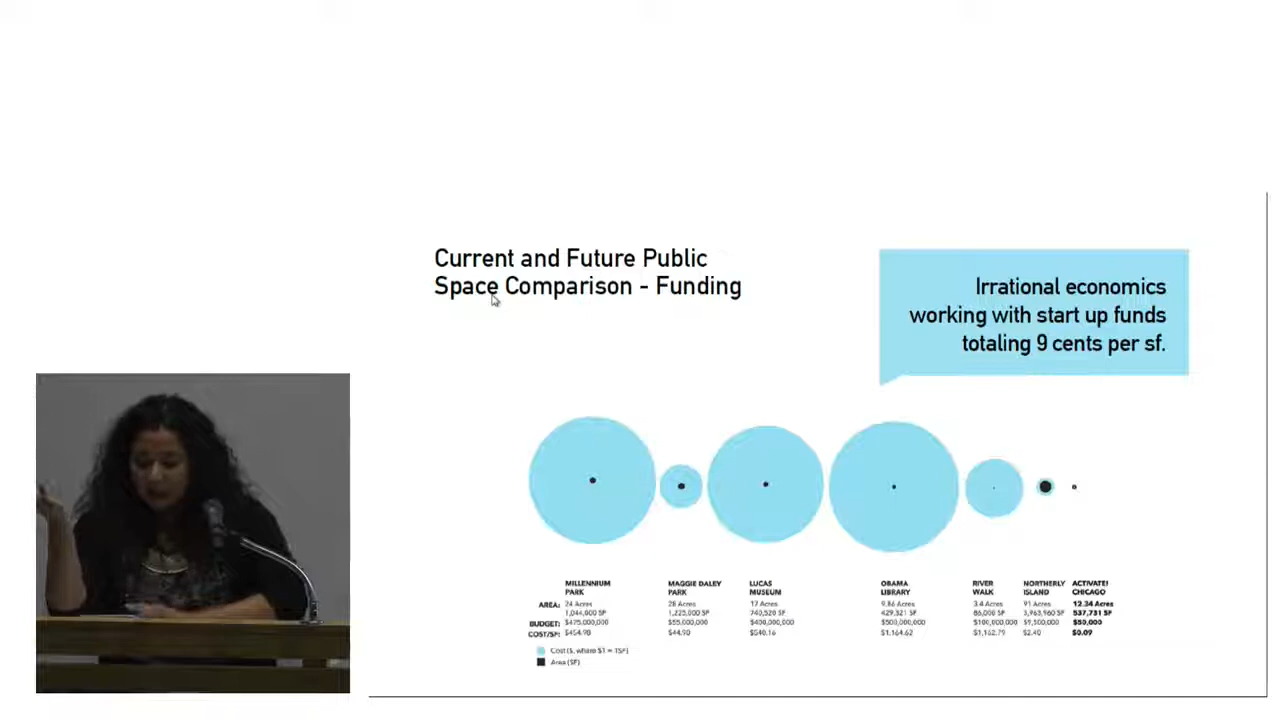 Current and Future Public
Space Comparison - Funding
Irrational economics
working with start up funds
totaling 9 cents per sf.
MILLENNIUM PARK
MAGGIE DALEY PARK
LUCAS MUSEUM
OBAMA LIBRARY
RIVER WALK
NORTHERLY ISLAND
ACTIVATE! CHICAGO
AREA: 24 Acres 28 Acres 17 Acres 9.86 Acres 3.4 Acres 91 Acres 12.34 Acres
1,044,000 SF 1,225,000 SF 740,520 SF 429,321 SF 86,000 SF 3,963,960 SF 537,731 SF
BUDGET: $475,000,000 $55,000,000 $400,000,000 $500,000,000 $100,000,000 $50,000
COST/SF: $454.98 $44.90 $540.16 $1,164.62 $1,162.79 $2.40 $0.09
Cost ($, where $1 = 1SF)
Area (SF)